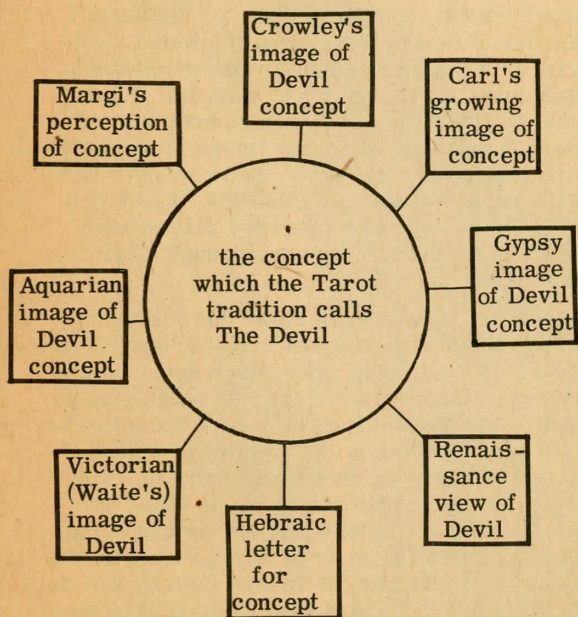 Crowley's
image of
Devil
concept
Carl's
growing
image of
concept
Gypsy
image
of Devil
concept
Renais-
sance
view of
Devil
Hebraic
letter
for
concept
Victorian
(Waite's)
image of
Devil
Aquarian
image of
Devil
concept
Margi's
perception
of concept
the concept
which the Tarot
tradition calls
The Devil